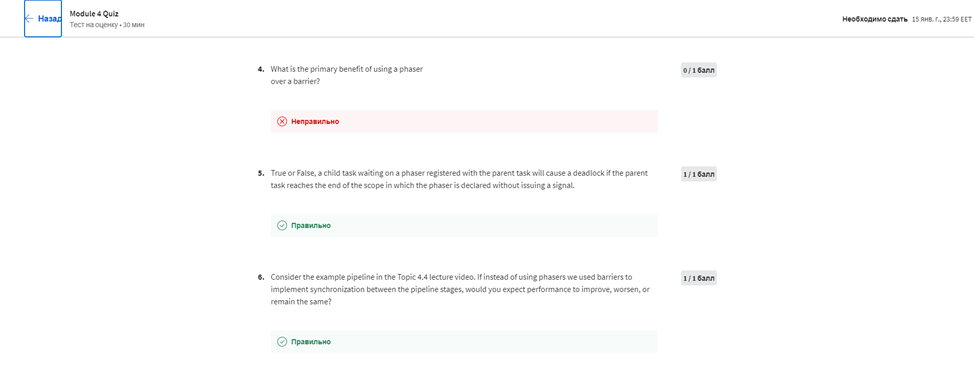 Назад
Module 4 Quiz
Тест на оценку • 30 мин
Необходимо сдать 15 янв. г., 23:59 EET
4. What is the primary benefit of using a phaser
over a barrier?
0 / 1 балл
Неправильно
5. True or False, a child task waiting on a phaser registered with the parent task will cause a deadlock if the parent
task reaches the end of the scope in which the phaser is declared without issuing a signal.
1 / 1 балл
Правильно
6. Consider the example pipeline in the Topic 4.4 lecture video. If instead of using phasers we used barriers to
implement synchronization between the pipeline stages, would you expect performance to improve, worsen, or
remain the same?
1 / 1 балл
Правильно